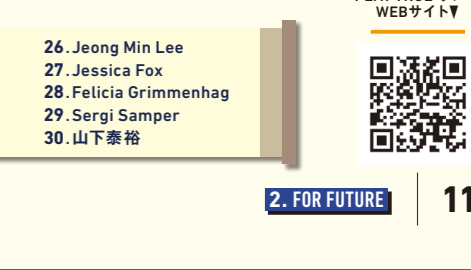 WEBサイト▼
26.Jeong Min Lee
27.Jessica Fox
28.Felicia Grimmenhag
29.Sergi Samper
30.山下泰裕
2. FOR FUTURE
11